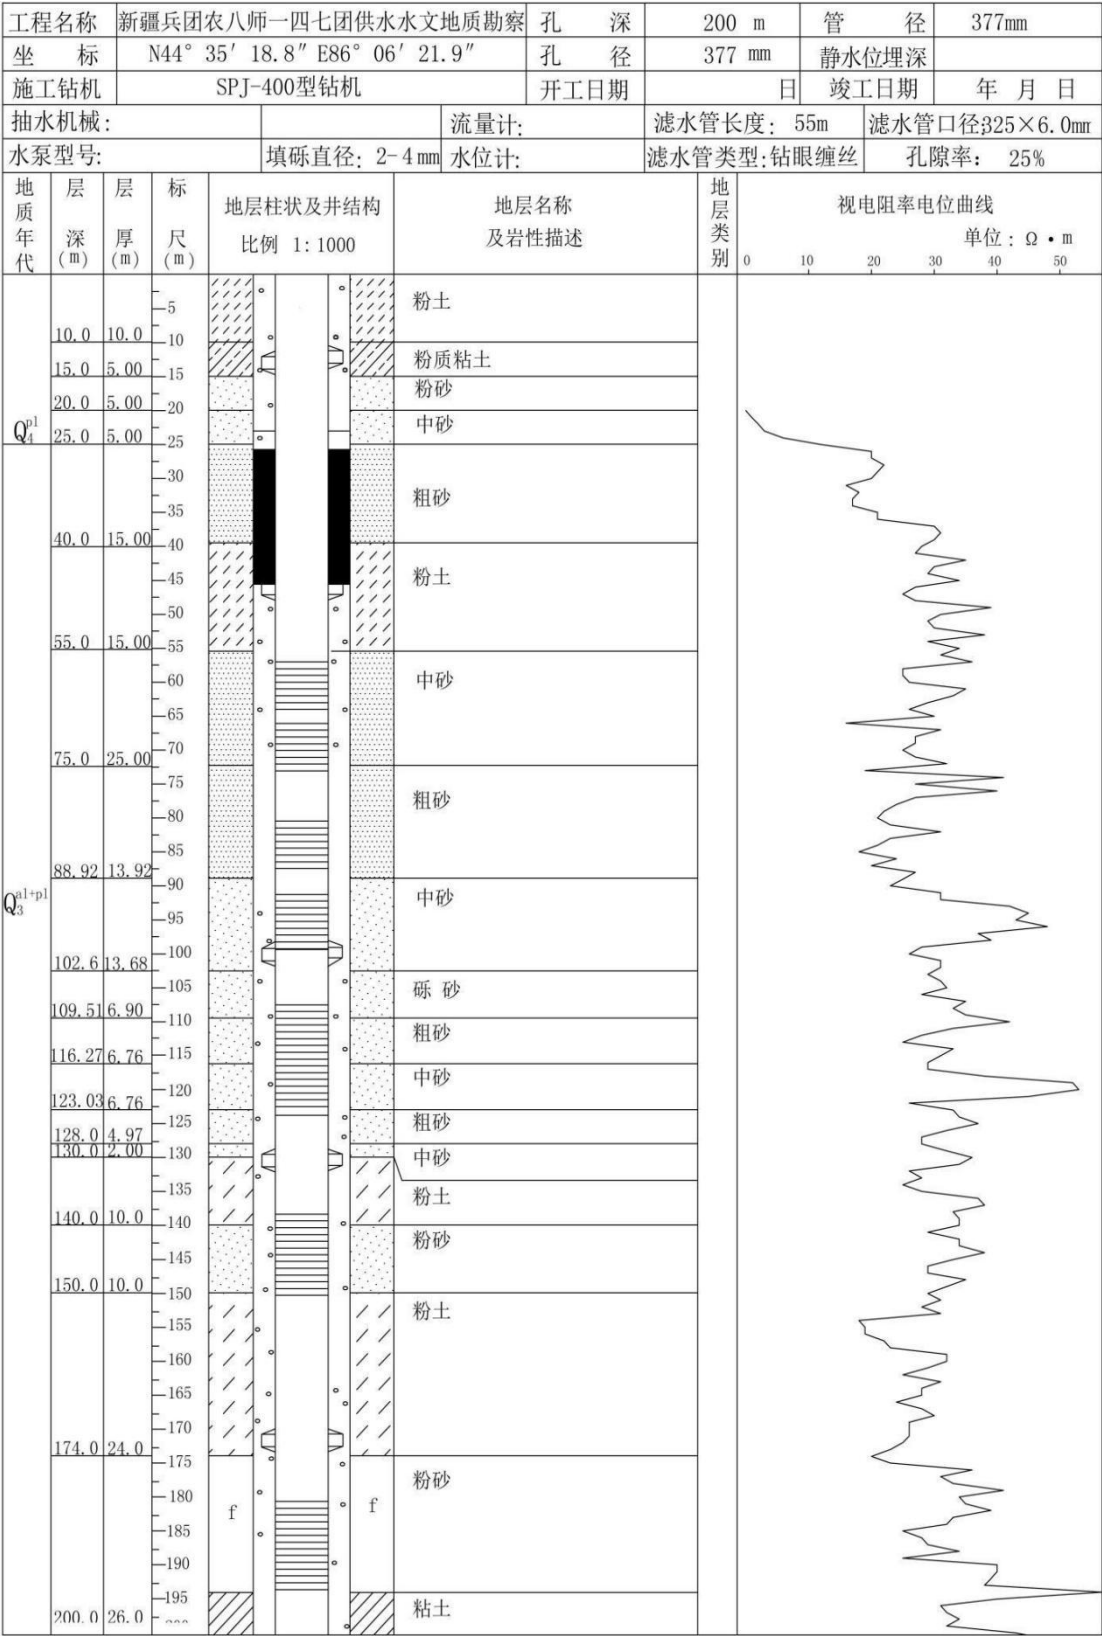 工程名称 新疆兵团农八师一四七团供水水文地质勘察 孔 深 200 m 管 径 377mm
坐 标 N44° 35′ 18.8″ E86° 06′ 21.9″ 孔 径 377 mm 静水位埋深
施工钻机 SPJ-400型钻机 开工日期 日 竣工日期 年 月 日
抽水机械: 流量计: 滤水管长度: 55m 滤水管口径325×6.0mm
水泵型号: 填砾直径: 2-4mm 水位计: 滤水管类型:钻眼缠丝 孔隙率: 25%
地质年代 层深(m) 层厚(m) 标尺(m) 地层柱状及井结构 地层名称 地层类别 视电阻率电位曲线
比例 1:1000 及岩性描述 单位: Ω·m
0 10 20 30 40 50
5 粉土
10.0 10.0 10
粉质粘土
15.0 5.00 15
粉砂
20.0 5.00 20
中砂
Q4pl 25.0 5.00 25
30
粗砂
35
40.0 15.00 40
粉土
45
50
55.0 15.00 55
中砂
60
65
70
75.0 25.00
75
粗砂
80
85
88.92 13.92
90
Q3al+pl 中砂
95
100
102.6 13.68
105 砾 砂
109.51 6.90
110
粗砂
116.27 6.76 115
中砂
120
123.03 6.76
125 粗砂
128.0 4.97
130.0 2.00 130 中砂
135 粉土
140.0 10.0 140
粉砂
145
150.0 10.0 150
粉土
155
160
165
170
174.0 24.0
175
粉砂
180
f f
185
190
195
粘土
200.0 26.0